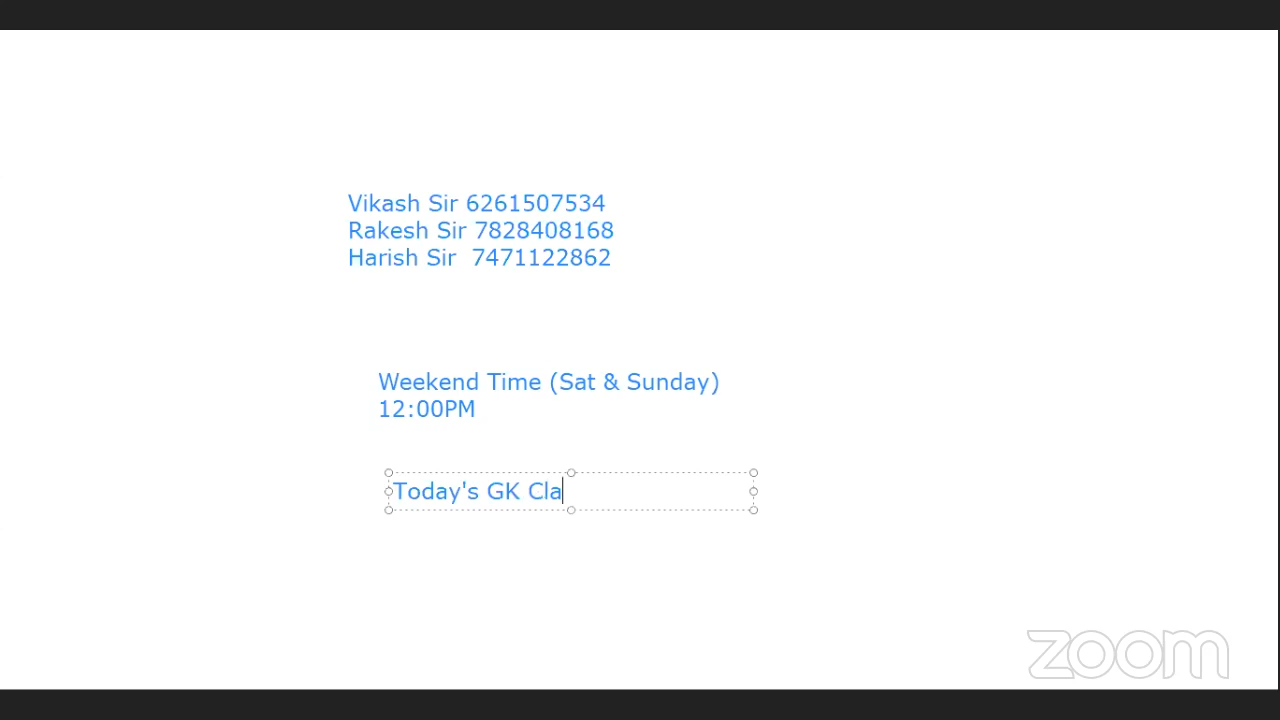 Vikash Sir 6261507534
Rakesh Sir 7828408168
Harish Sir  7471122862
Weekend Time (Sat & Sunday)
12:00PM
Today's GK Cla
zoom